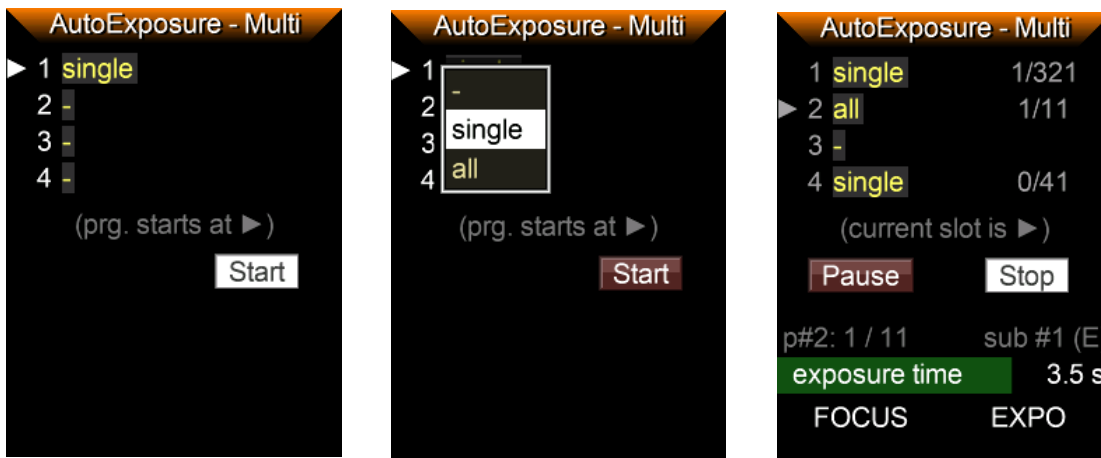 AutoExposure - Multi
▶ 1 single
2 -
3 -
4 -
(prg. starts at ▶)
Start
AutoExposure - Multi
▶ 1
2 -
3 single
4 all
(prg. starts at ▶)
Start
AutoExposure - Multi
1 single 1/321
▶ 2 all 1/11
3 -
4 single 0/41
(current slot is ▶)
Pause Stop
p#2: 1 / 11 sub #1 (E
exposure time 3.5 s
FOCUS EXPO